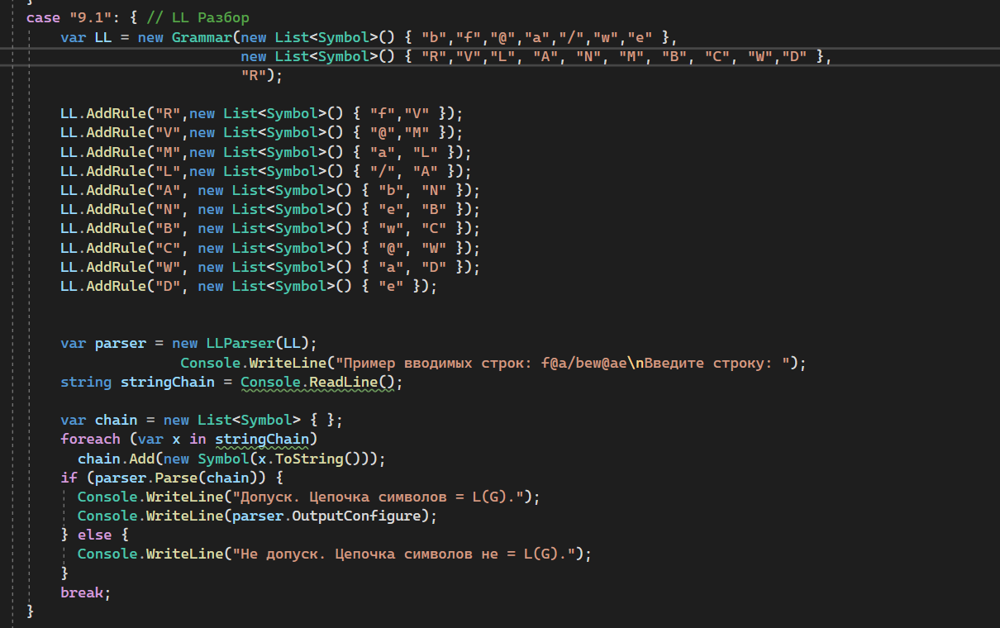 }
case "9.1": { // LL Разбор
var LL = new Grammar(new List<Symbol>() { "b","f","@","a","/","w","e" },
new List<Symbol>() { "R","V","L", "A", "N", "M", "B", "C", "W","D" },
"R");
LL.AddRule("R",new List<Symbol>() { "f","V" });
LL.AddRule("V",new List<Symbol>() { "@","M" });
LL.AddRule("M",new List<Symbol>() { "a", "L" });
LL.AddRule("L",new List<Symbol>() { "/", "A" });
LL.AddRule("A", new List<Symbol>() { "b", "N" });
LL.AddRule("N", new List<Symbol>() { "e", "B" });
LL.AddRule("B", new List<Symbol>() { "w", "C" });
LL.AddRule("C", new List<Symbol>() { "@", "W" });
LL.AddRule("W", new List<Symbol>() { "a", "D" });
LL.AddRule("D", new List<Symbol>() { "e" });
var parser = new LLParser(LL);
Console.WriteLine("Пример вводимых строк: f@a/bew@ae\nВведите строку: ");
string stringChain = Console.ReadLine();
var chain = new List<Symbol> { };
foreach (var x in stringChain)
chain.Add(new Symbol(x.ToString()));
if (parser.Parse(chain)) {
Console.WriteLine("Допуск. Цепочка символов = L(G).");
Console.WriteLine(parser.OutputConfigure);
} else {
Console.WriteLine("Не допуск. Цепочка символов не = L(G).");
}
break;
}